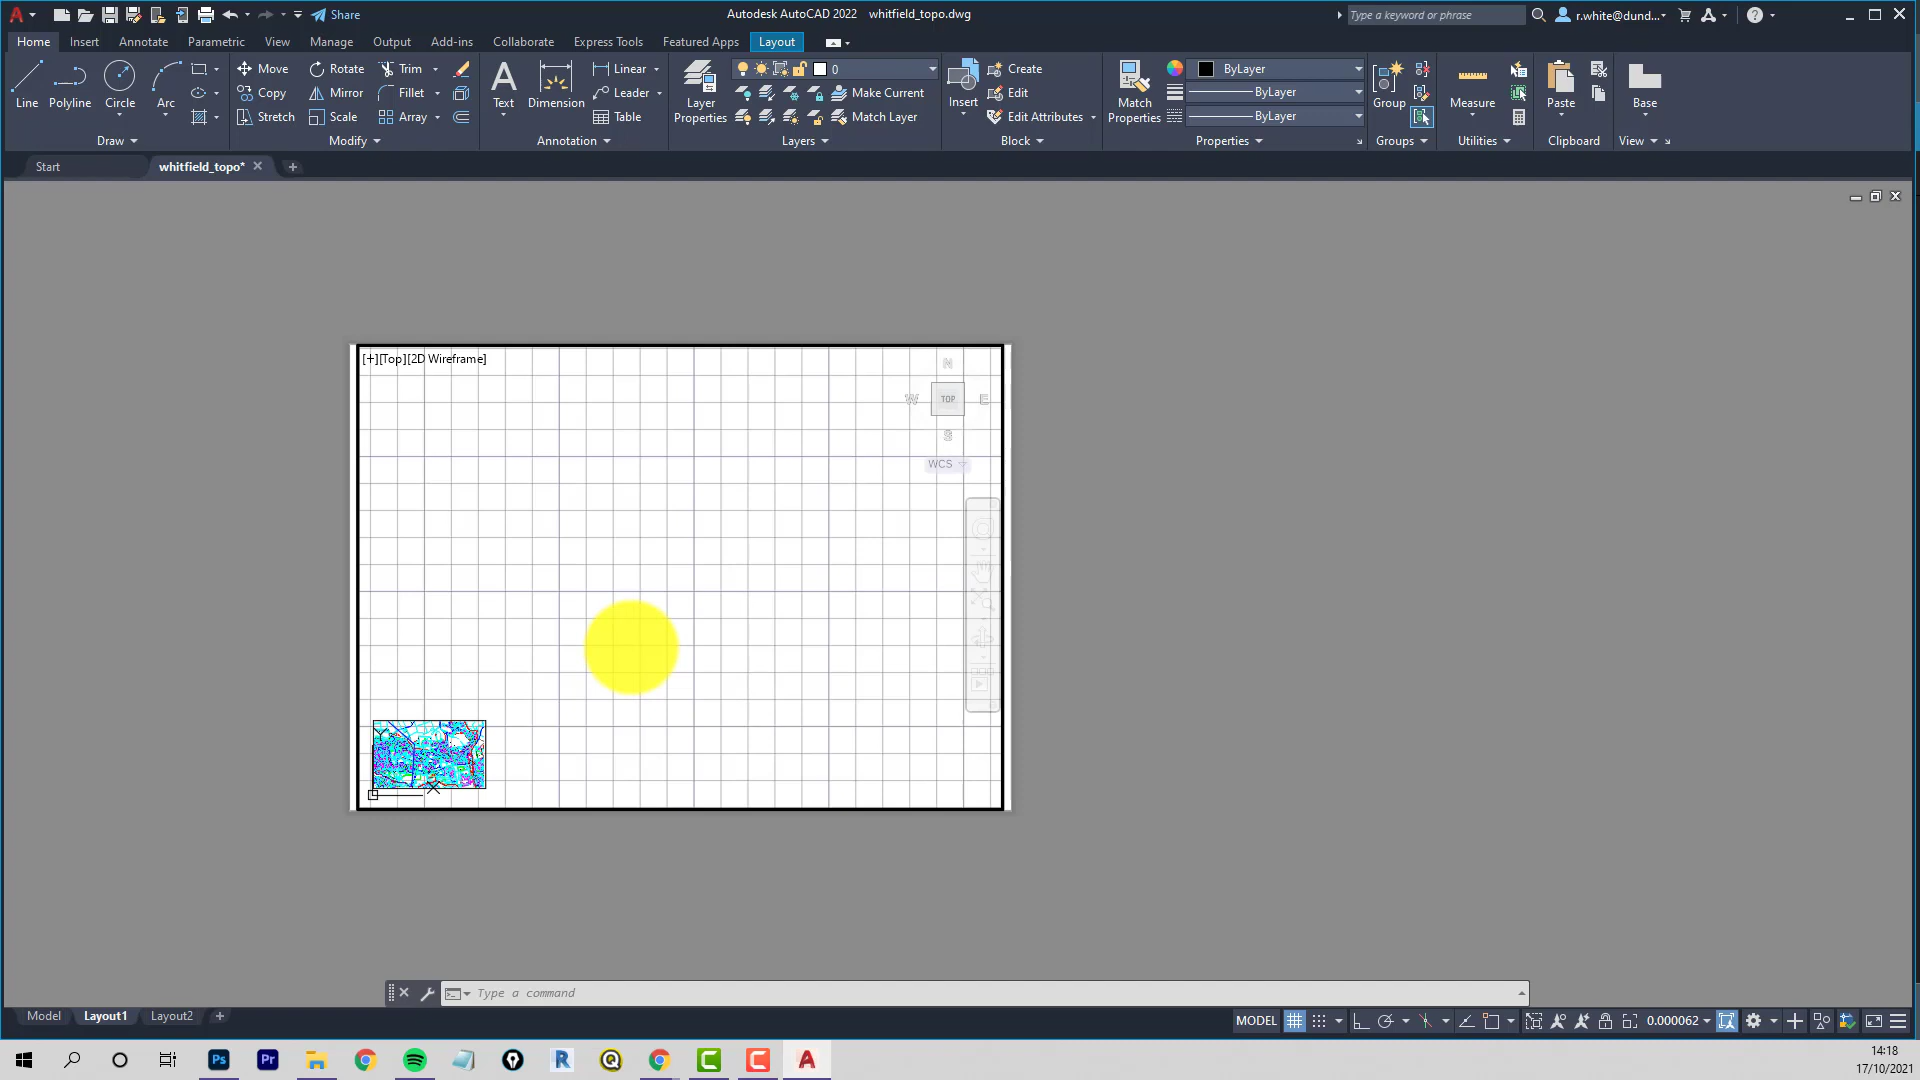 Share
Autodesk AutoCAD 2022 whitfield_topo.dwg
Type a keyword or phrase
r.white@dund...
Home Insert Annotate Parametric View Manage Output Add-ins Collaborate Express Tools Featured Apps Layout
Line Polyline Circle Arc
Move Rotate Trim
Copy Mirror Fillet
Stretch Scale Array
Text Dimension
Linear
Leader
Table
Layer Properties
0
Make Current
Match Layer
Insert
Create
Edit
Edit Attributes
Match Properties
ByLayer
ByLayer
ByLayer
Group
Measure
Paste
Base
Draw Modify Annotation Layers Block Properties Groups Utilities Clipboard View
Start whitfield_topo*
[+][Top][2D Wireframe]
N
W TOP E
S
WCS
Type a command
Model Layout1 Layout2
MODEL 0.000062
Ps Pr R
14:18
17/10/2021